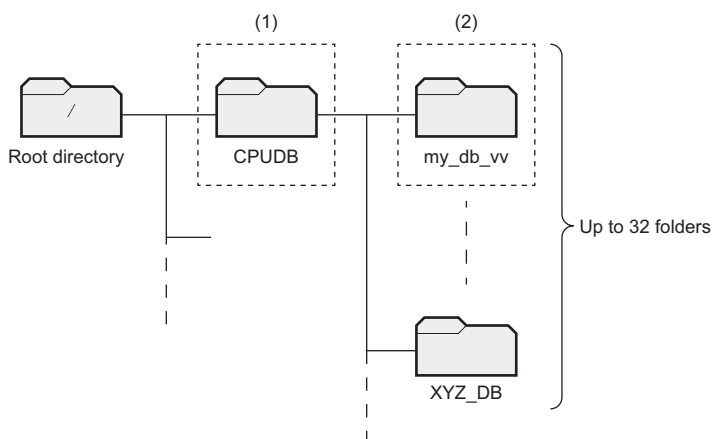 (1)
(2)
/
Root directory
CPUDB
my_db_vv
Up to 32 folders
XYZ_DB